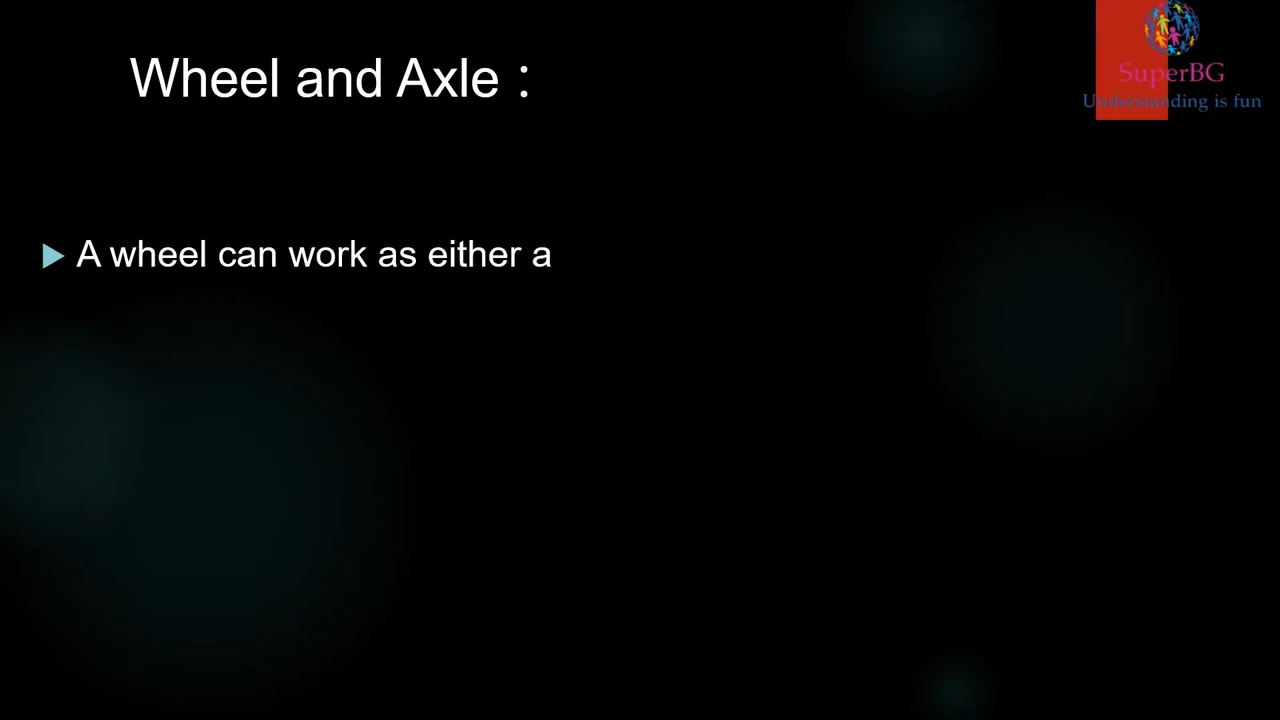 Wheel and Axle :
SuperBG
Understanding is fun
A wheel can work as either a